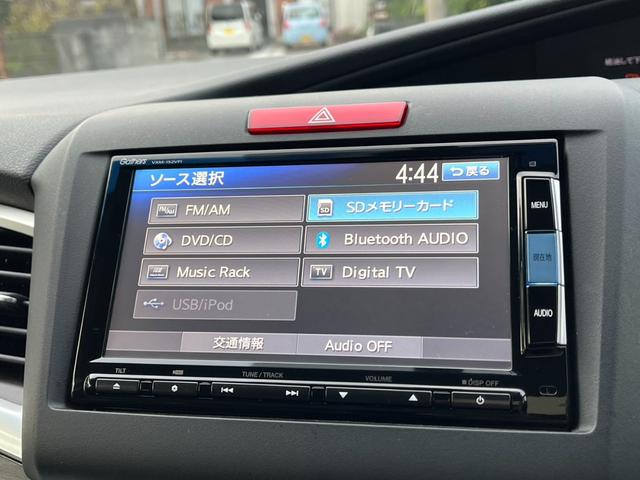 Gathers VXM-152VFi
ソース選択 4:44 戻る
FM/AM SD SDメモリーカード
DVD/CD Bluetooth AUDIO
Music Rack TV Digital TV
USB/iPod
交通情報 Audio OFF
MENU
現在地
AUDIO
TILT TUNE / TRACK VOLUME DISP OFF